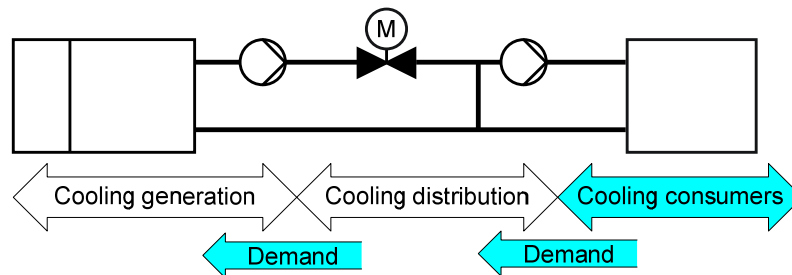 M
Cooling generation
Cooling distribution
Cooling consumers
Demand
Demand